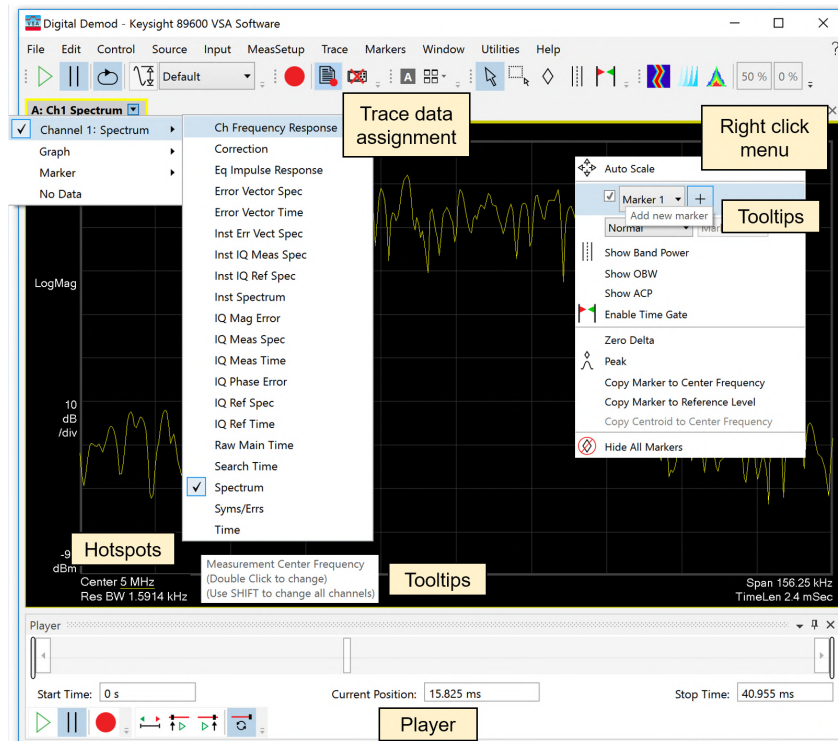 Digital Demod - Keysight 89600 VSA Software
File Edit Control Source Input MeasSetup Trace Markers Window Utilities Help ?
Default A 50 % 0 %
A: Ch1 Spectrum
Trace data
assignment
Right click
menu
Channel 1: Spectrum
Graph
Marker
No Data
Ch Frequency Response
Correction
Eq Impulse Response
Error Vector Spec
Error Vector Time
Inst Err Vect Spec
Inst IQ Meas Spec
Inst IQ Ref Spec
Inst Spectrum
IQ Mag Error
IQ Meas Spec
IQ Meas Time
IQ Phase Error
IQ Ref Spec
IQ Ref Time
Raw Main Time
Search Time
Spectrum
Syms/Errs
Time
Auto Scale
Marker 1
Add new marker
Tooltips
Normal
Show Band Power
Show OBW
Show ACP
Enable Time Gate
Zero Delta
Peak
Copy Marker to Center Frequency
Copy Marker to Reference Level
Copy Centroid to Center Frequency
Hide All Markers
LogMag
10
dB
/div
dBm
Hotspots
Center 5 MHz
Res BW 1.5914 kHz
Measurement Center Frequency
(Double Click to change)
(Use SHIFT to change all channels)
Tooltips
Span 156.25 kHz
TimeLen 2.4 mSec
Player
Start Time: 0 s Current Position: 15.825 ms Stop Time: 40.955 ms
Player